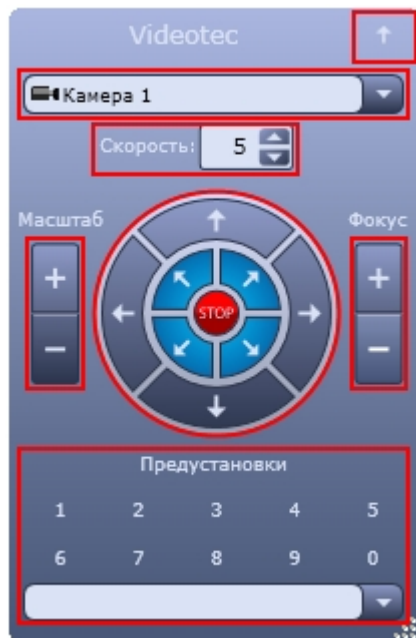 Videotec
Камера 1
Скорость: 5
Масштаб
Фокус
STOP
Предустановки
1 2 3 4 5
6 7 8 9 0